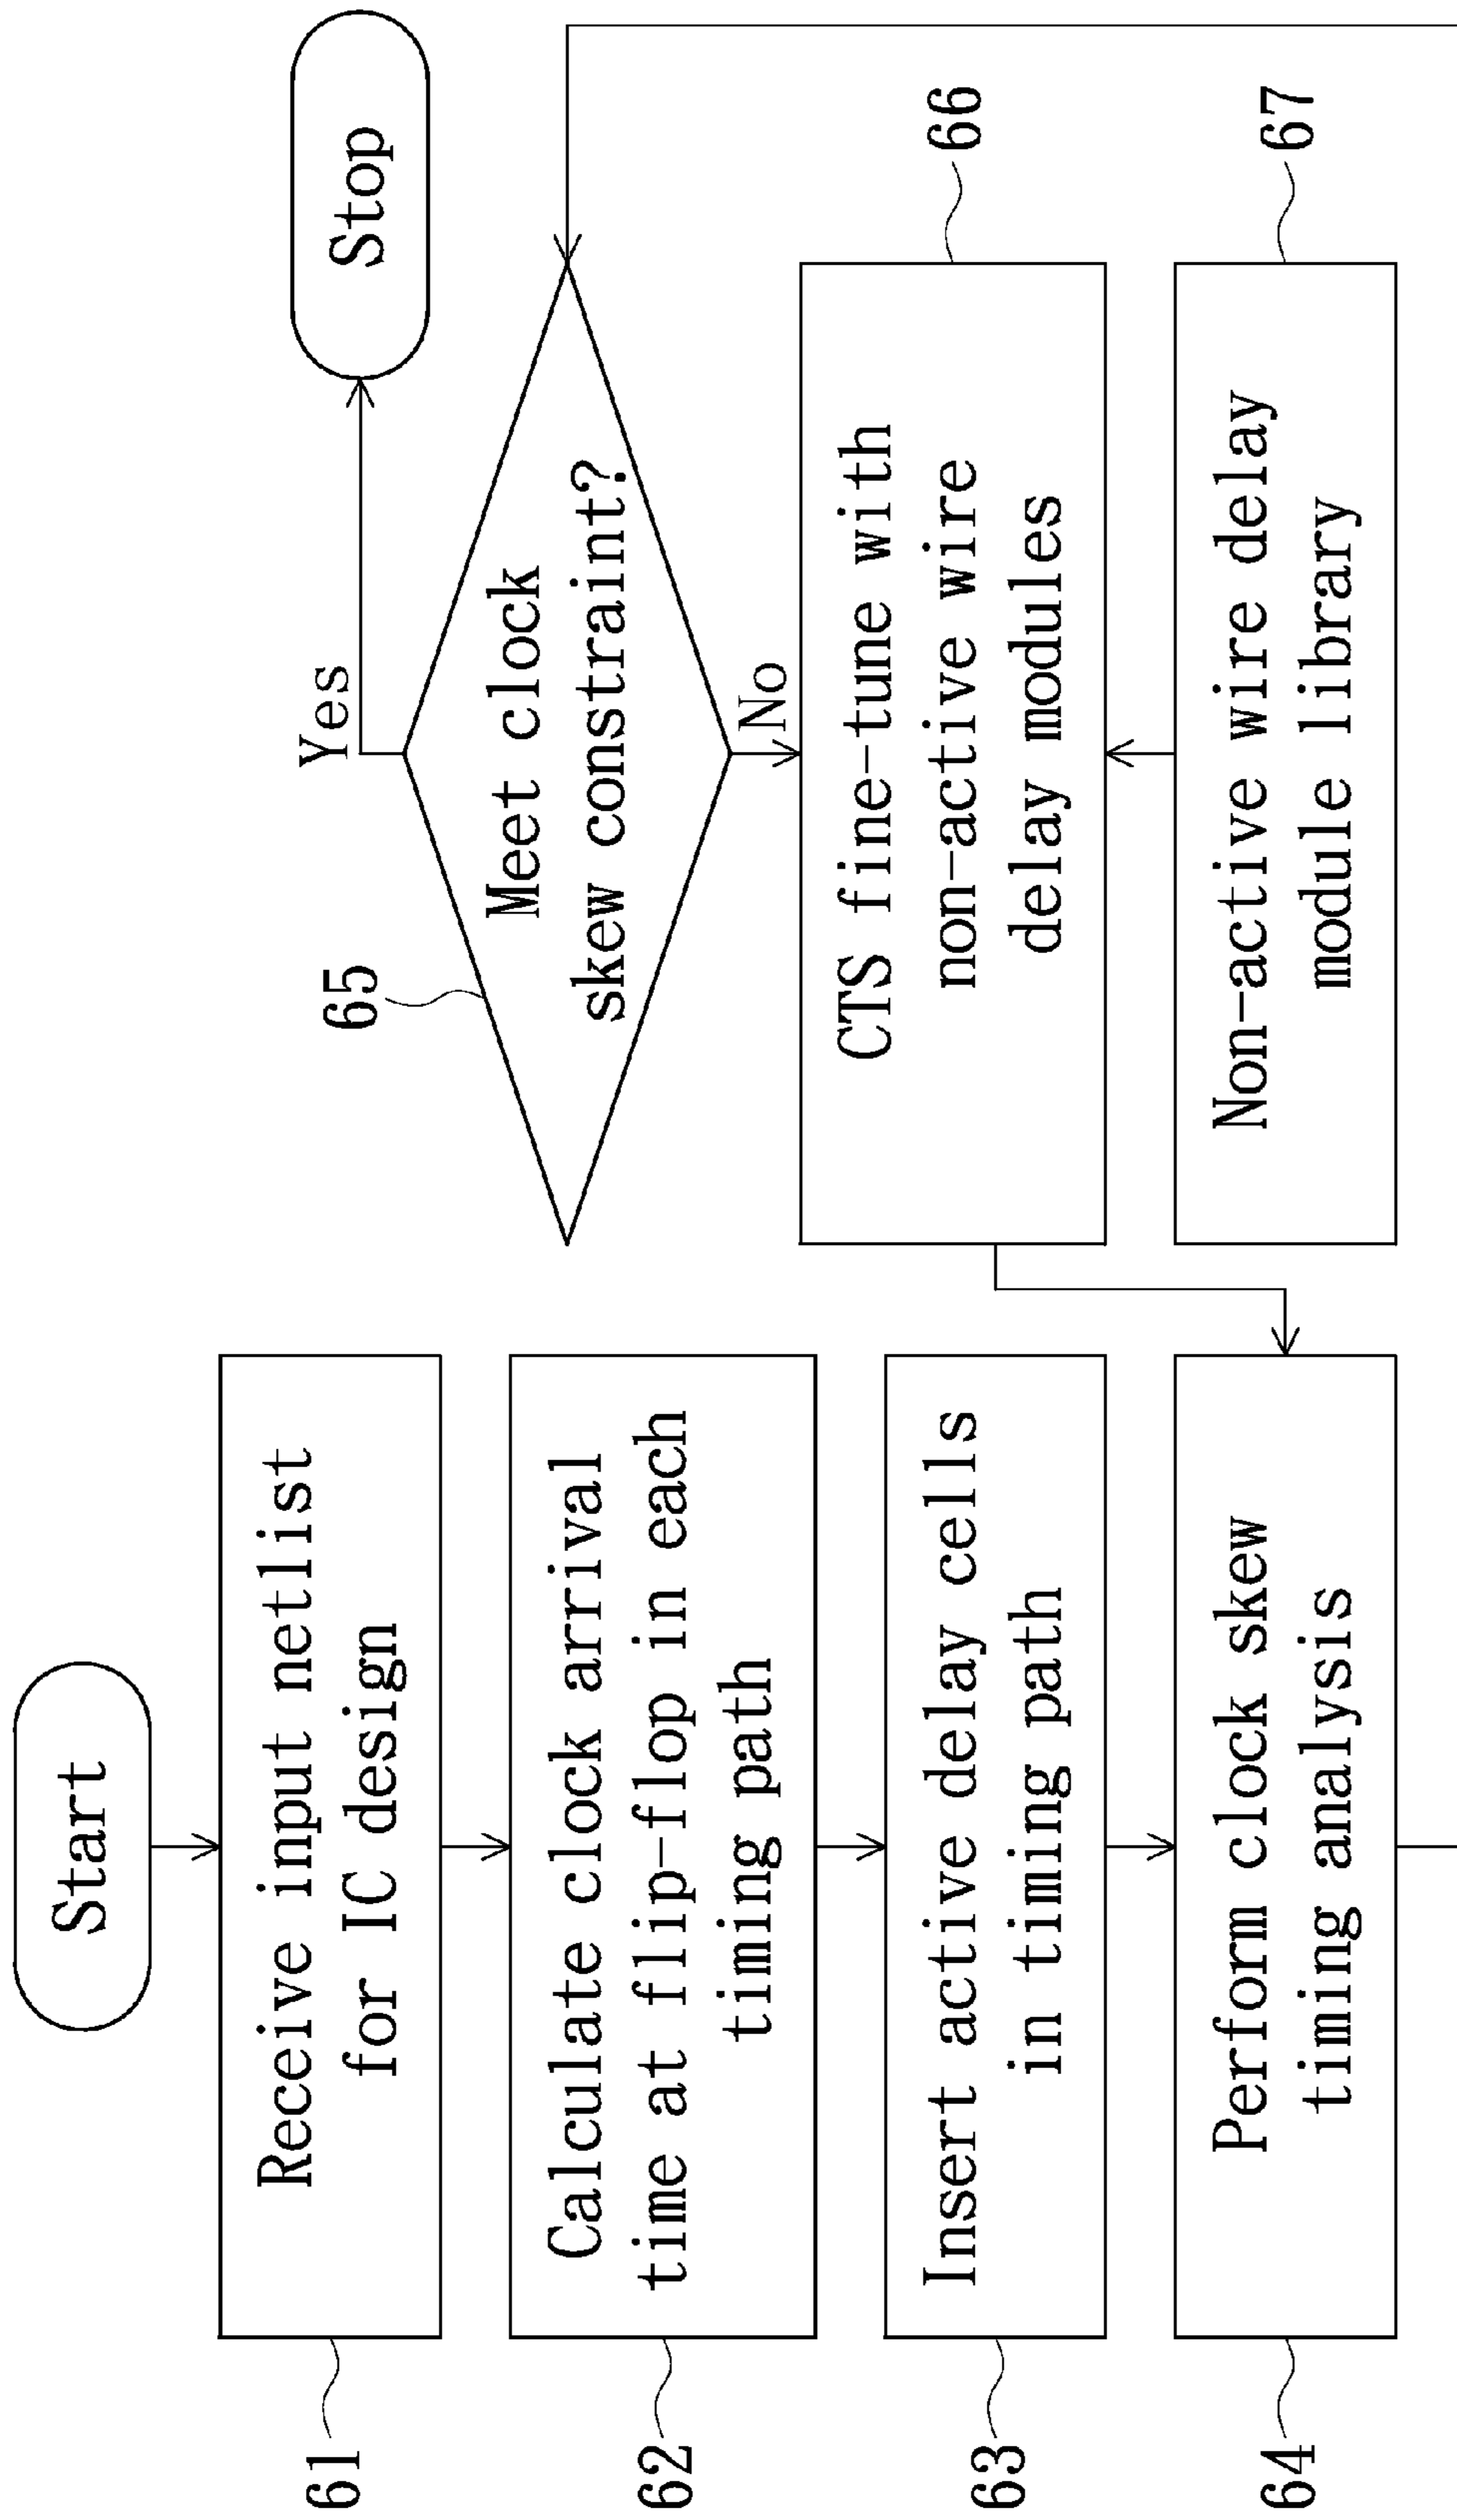 Start
61
Receive input netlist
for IC design
62
Calculate clock arrival
time at flip-flop in each
timing path
63
Insert active delay cells
in timing path
64
Perform clock skew
timing analysis
Stop
Yes
65
Meet clock
skew constraint?
No
CTS fine-tune with
non-active wire
delay modules
66
Non-active wire delay
module library
67